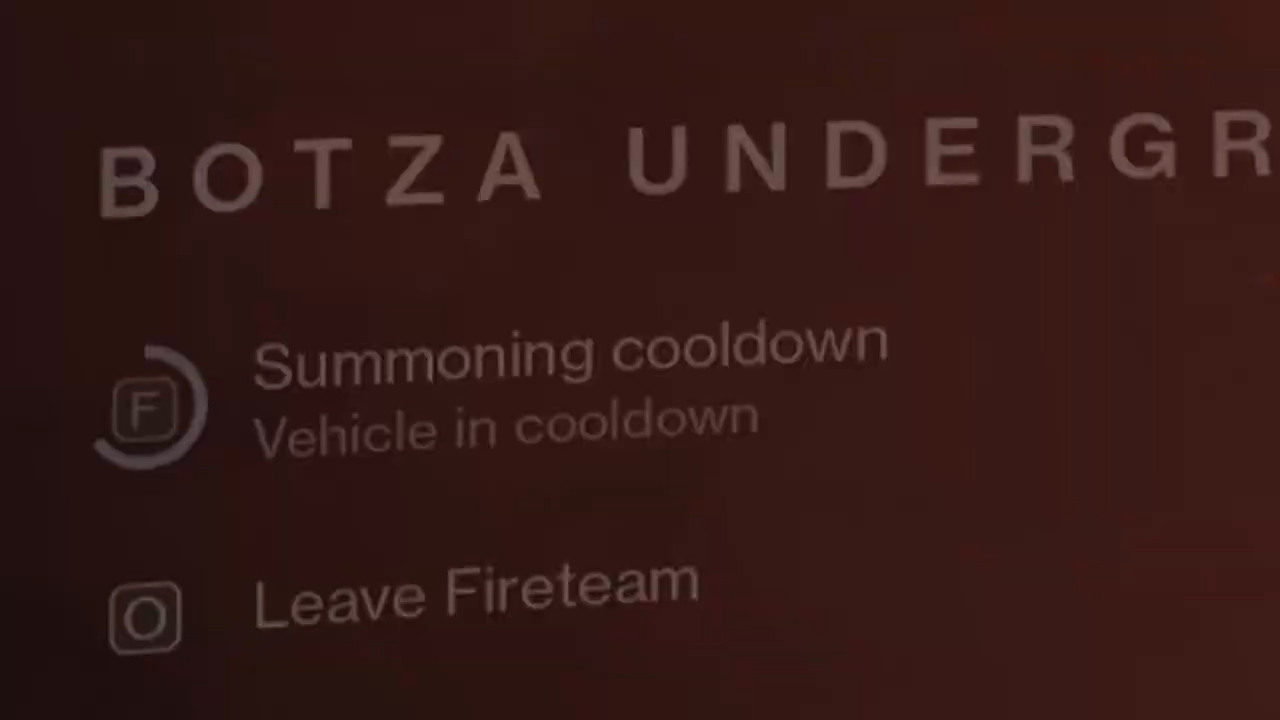 BOTZA UNDERGR
F
Summoning cooldown
Vehicle in cooldown
O
Leave Fireteam